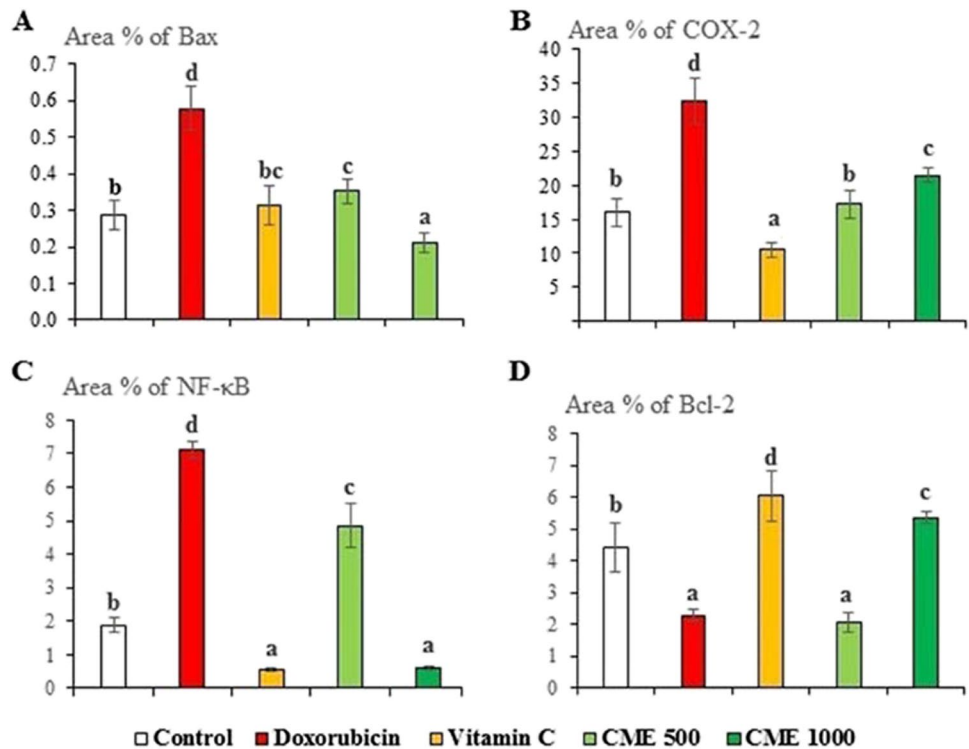 A
Area % of Bax
0.7
0.6
0.5
0.4
0.3
0.2
0.1
0.0
b
d
bc
c
a
B
Area % of COX-2
40
35
30
25
20
15
10
5
b
d
a
b
c
C
Area % of NF-κB
8
7
6
5
4
3
2
1
0
b
d
a
c
a
D
Area % of Bcl-2
8
7
6
5
4
3
2
1
0
b
a
d
a
c
Control Doxorubicin Vitamin C CME 500 CME 1000